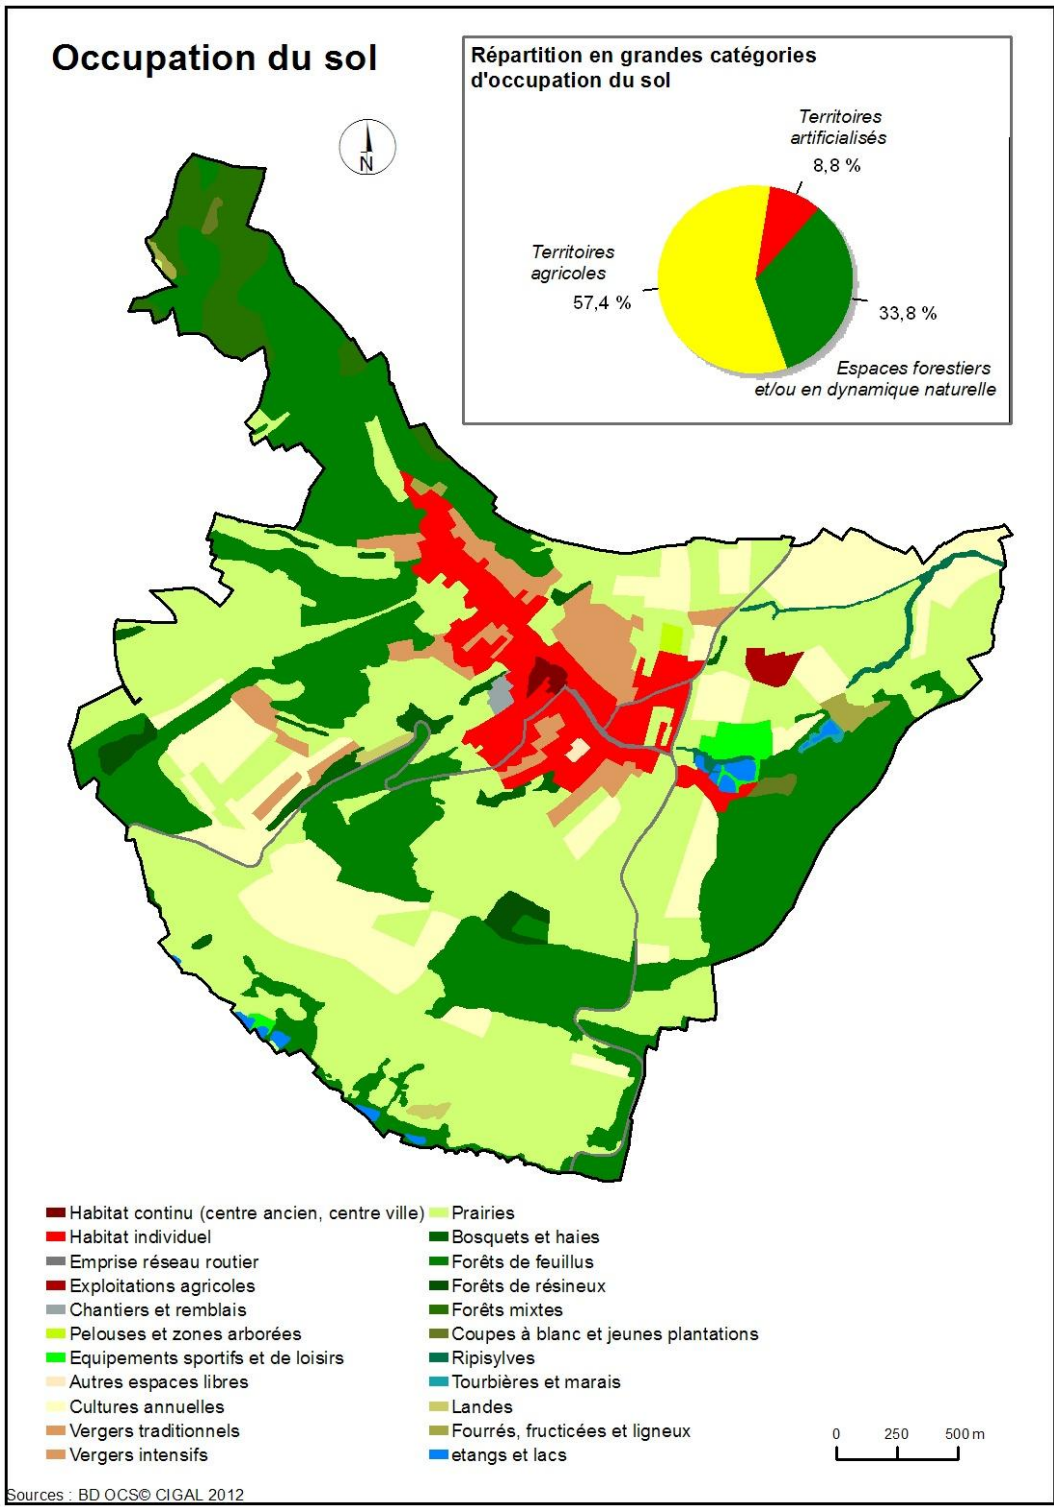 Occupation du sol
Répartition en grandes catégories
d'occupation du sol
Territoires
artificialisés
8,8 %
Territoires
agricoles
57,4 %
33,8 %
Espaces forestiers
et/ou en dynamique naturelle
N
Habitat continu (centre ancien, centre ville)
Habitat individuel
Emprise réseau routier
Exploitations agricoles
Chantiers et remblais
Pelouses et zones arborées
Equipements sportifs et de loisirs
Autres espaces libres
Cultures annuelles
Vergers traditionnels
Vergers intensifs
Prairies
Bosquets et haies
Forêts de feuillus
Forêts de résineux
Forêts mixtes
Coupes à blanc et jeunes plantations
Ripisylves
Tourbières et marais
Landes
Fourrés, fructicées et ligneux
etangs et lacs
0 250 500 m
Sources : BD OCS© CIGAL 2012